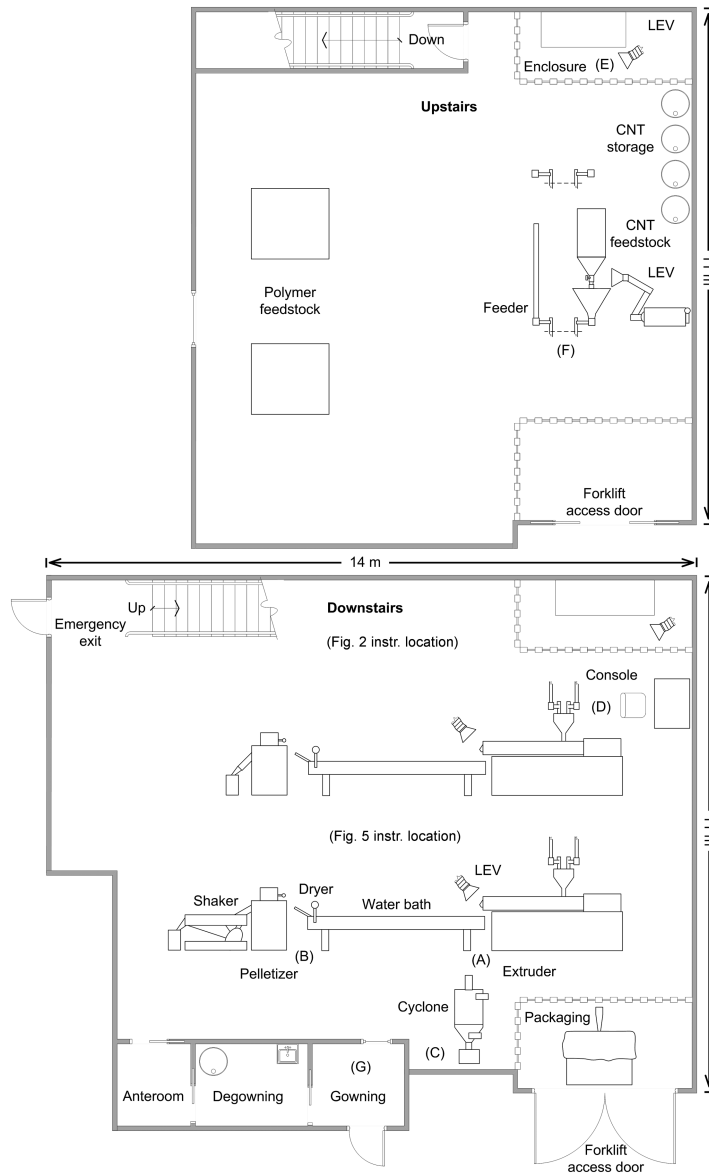 LEV
Down
Enclosure (E)
Upstairs
CNT
storage
CNT
feedstock
LEV
Polymer
feedstock
Feeder
(F)
Forklift
access door
14 m
Up
Downstairs
Emergency
exit
(Fig. 2 instr. location)
Console
(D)
(Fig. 5 instr. location)
LEV
Shaker
Dryer
Water bath
(B)
(A)
Pelletizer
Extruder
Cyclone
Packaging
(C)
(G)
Anteroom
Degowning
Gowning
Forklift
access door